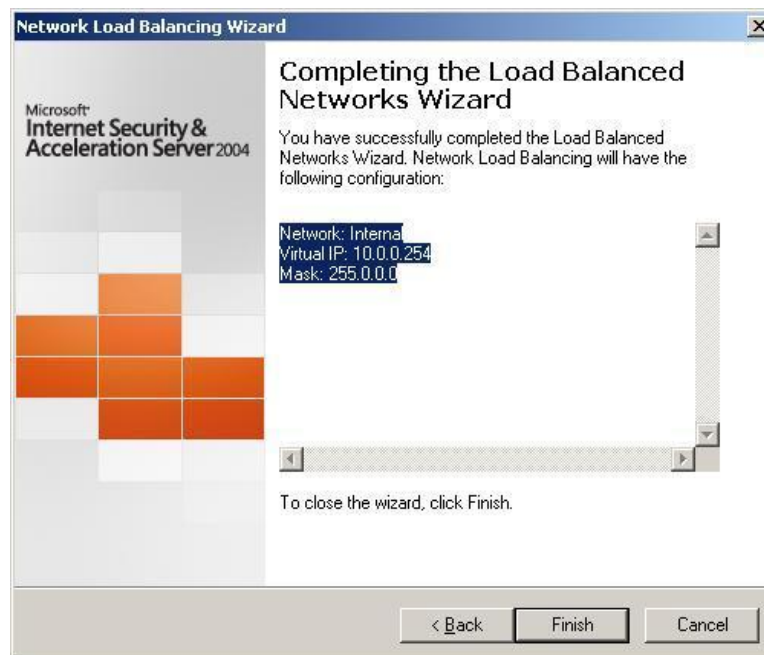 Network Load Balancing Wizard
Microsoft
Internet Security &
Acceleration Server 2004
Completing the Load Balanced
Networks Wizard
You have successfully completed the Load Balanced
Networks Wizard. Network Load Balancing will have the
following configuration:
Network: Internal
Virtual IP: 10.0.0.254
Mask: 255.0.0.0
To close the wizard, click Finish.
< Back
Finish
Cancel